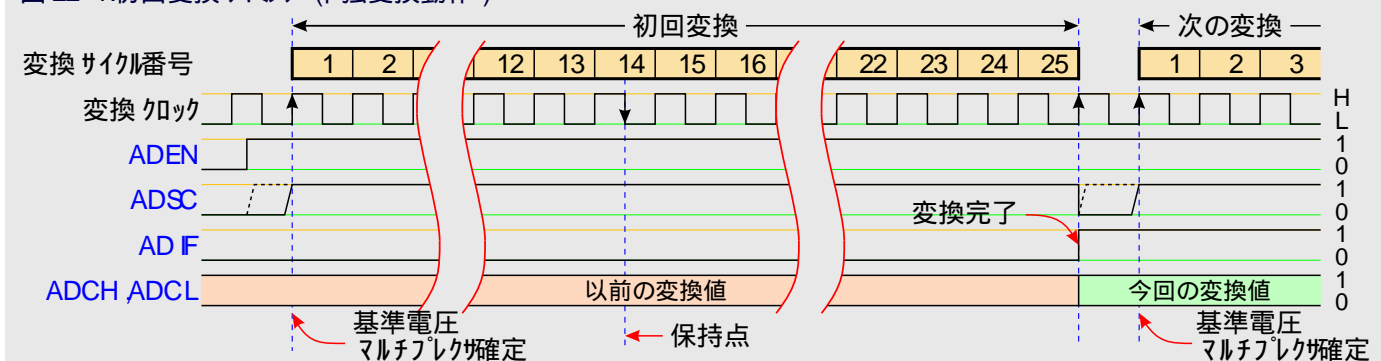 初回変換
次の変換
変換 サイクル番号 1 2 12 13 14 15 16 22 23 24 25 1 2 3
変換 クロック H
L
ADEN 1
0
ADSC 1
0
変換完了
ADIF 1
0
ADCH,ADCL 以前の変換値 今回の変換値 1
0
基準電圧
マルチプレクサ確定
保持点
基準電圧
マルチプレクサ確定